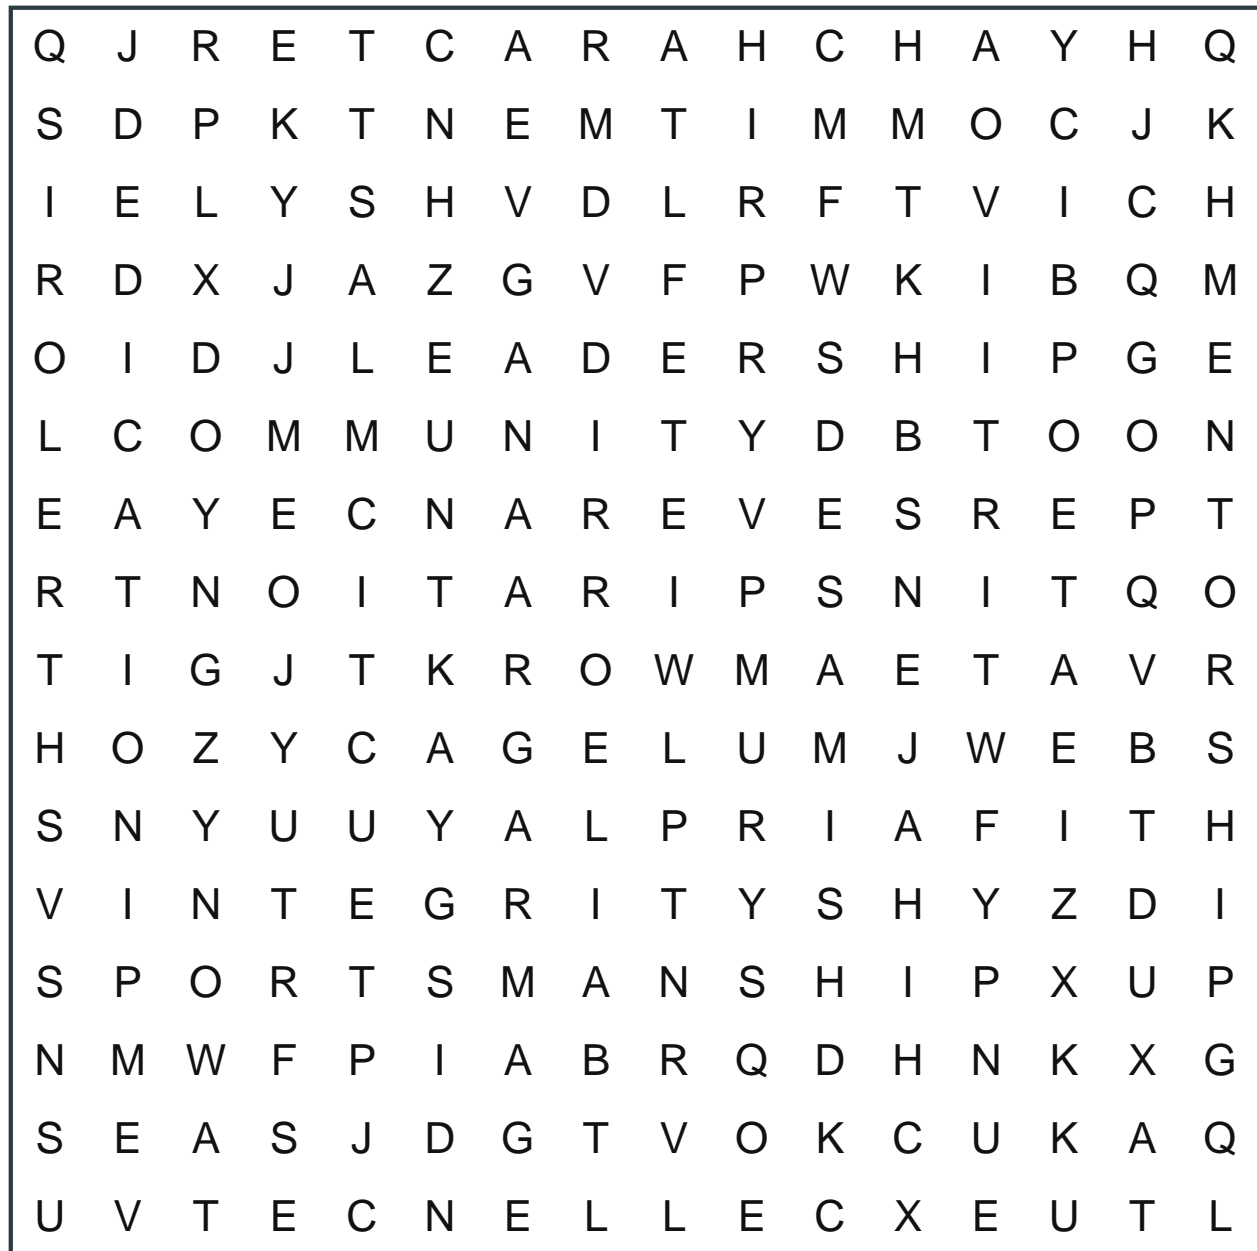 Q J R E T C A R A H C H A Y H Q
S D P K T N E M T I M M O C J K
I E L Y S H V D L R F T V I C H
R D X J A Z G V F P W K I B Q M
O I D J L E A D E R S H I P G E
L C O M M U N I T Y D B T O O N
E A Y E C N A R E V E S R E P T
R T N O I T A R I P S N I T Q O
T I G J T K R O W M A E T A V R
H O Z Y C A G E L U M J W E B S
S N Y U U Y A L P R I A F I T H
V I N T E G R I T Y S H Y Z D I
S P O R T S M A N S H I P X U P
N M W F P I A B R Q D H N K X G
S E A S J D G T V O K C U K A Q
U V T E C N E L L E C X E U T L